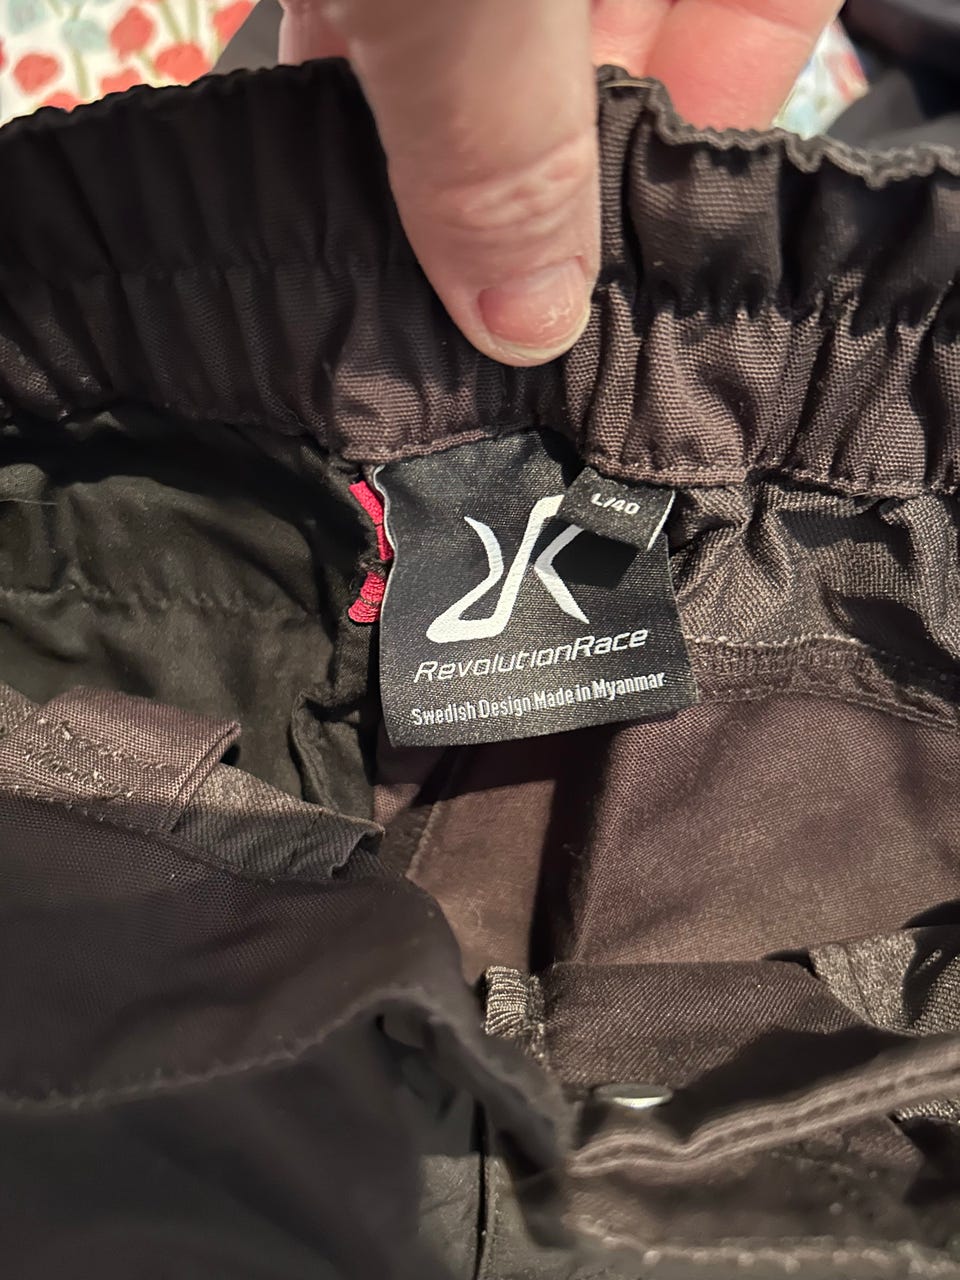 L/40
RevolutionRace
Swedish Design Made in Myanmar